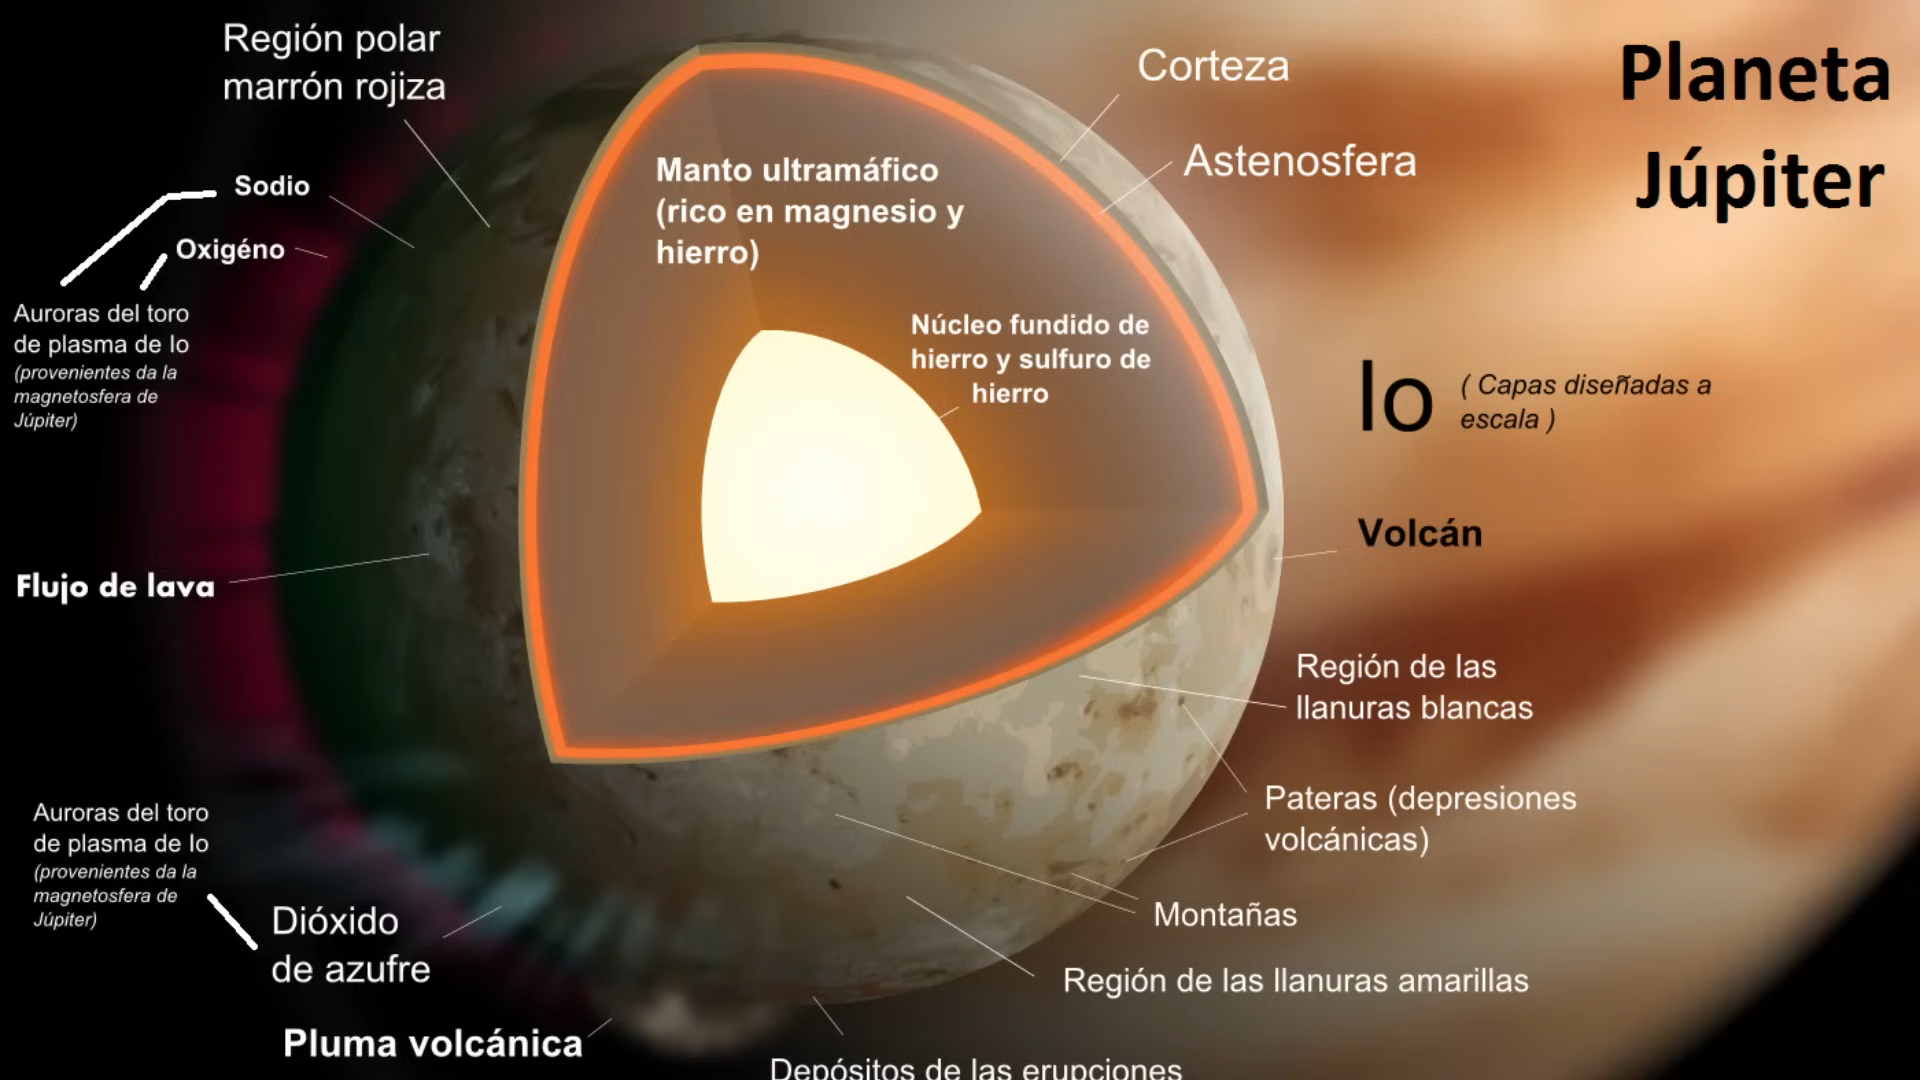 Región polar
marrón rojiza
Corteza
Planeta
Júpiter
Astenosfera
Manto ultramáfico
(rico en magnesio y
hierro)
Sodio
Oxigéno
Auroras del toro
de plasma de Io
(provenientes da la
magnetosfera de
Júpiter)
Núcleo fundido de
hierro y sulfuro de
hierro
Io
( Capas diseñadas a
escala )
Volcán
Flujo de lava
Región de las
llanuras blancas
Pateras (depresiones
volcánicas)
Auroras del toro
de plasma de Io
(provenientes da la
magnetosfera de
Júpiter)
Dióxido
de azufre
Montañas
Región de las llanuras amarillas
Pluma volcánica
Depósitos de las erupciones